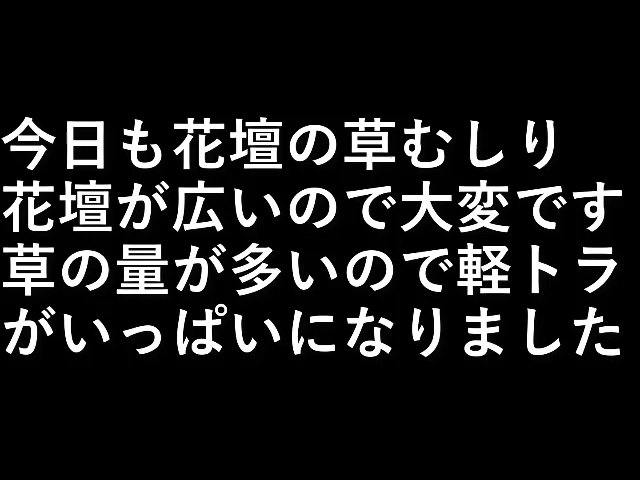 今日も花壇の草むしり
花壇が広いので大変です
草の量が多いので軽トラ
がいっぱいになりました